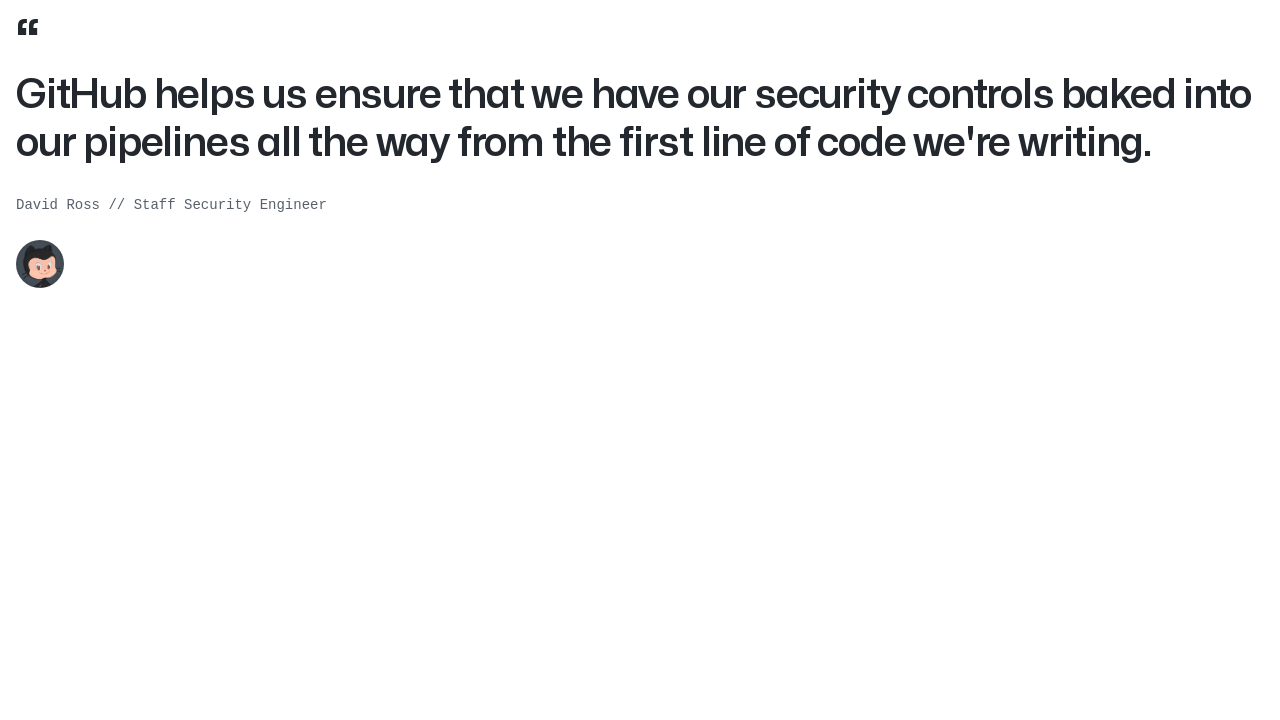 “
GitHub helps us ensure that we have our security controls baked into
our pipelines all the way from the first line of code we're writing.
David Ross // Staff Security Engineer